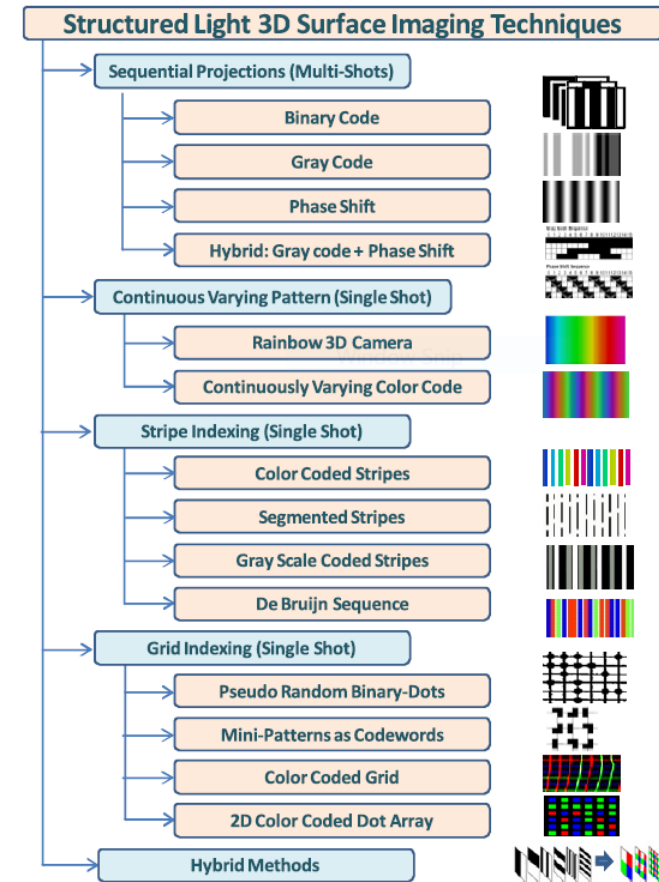 Structured Light 3D Surface Imaging Techniques
Sequential Projections (Multi-Shots)
Binary Code
Gray Code
Phase Shift
Hybrid: Gray code + Phase Shift
Continuous Varying Pattern (Single Shot)
Rainbow 3D Camera
Window Snip
Continuously Varying Color Code
Stripe Indexing (Single Shot)
Color Coded Stripes
Segmented Stripes
Gray Scale Coded Stripes
De Bruijn Sequence
Grid Indexing (Single Shot)
Pseudo Random Binary-Dots
Mini-Patterns as Codewords
Color Coded Grid
2D Color Coded Dot Array
Hybrid Methods